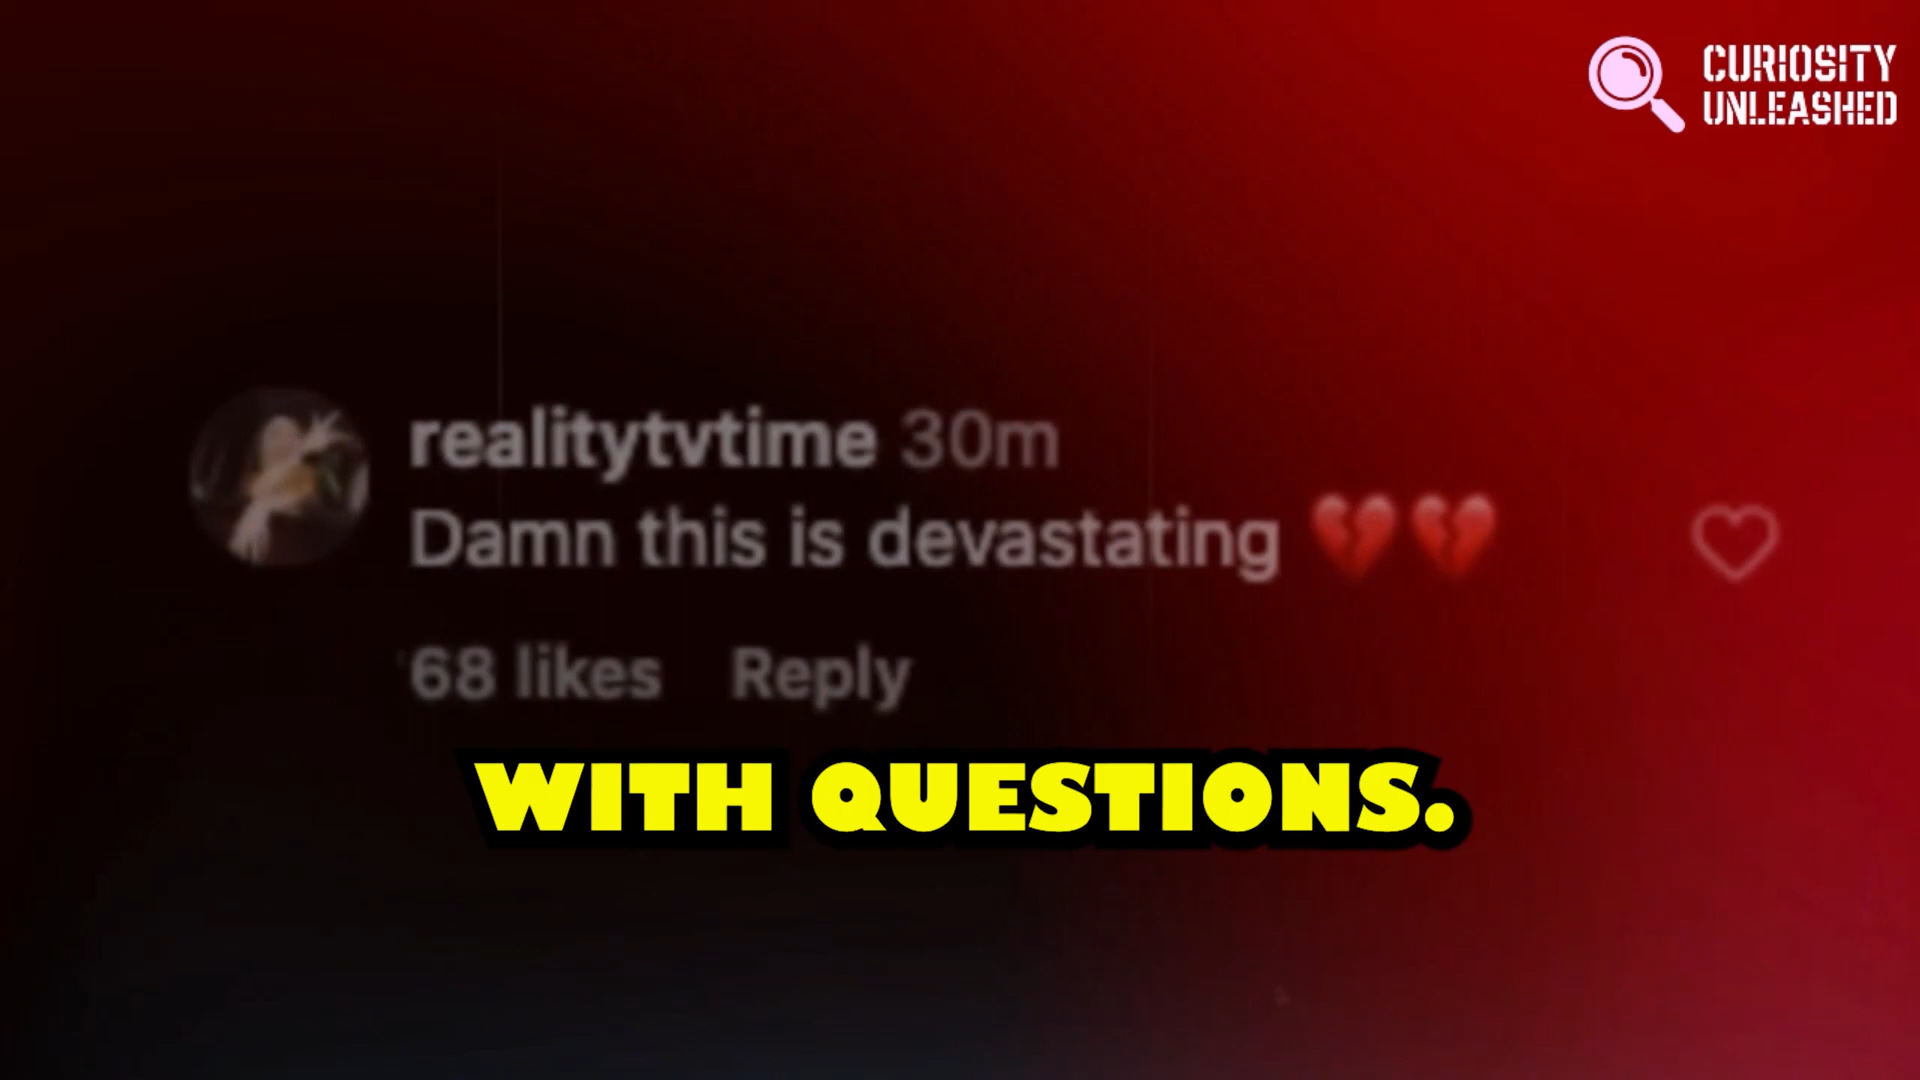 CURIOSITY
UNLEASHED
realitytvtime 30m
Damn this is devastating 💔💔
68 likes Reply
WITH QUESTIONS.